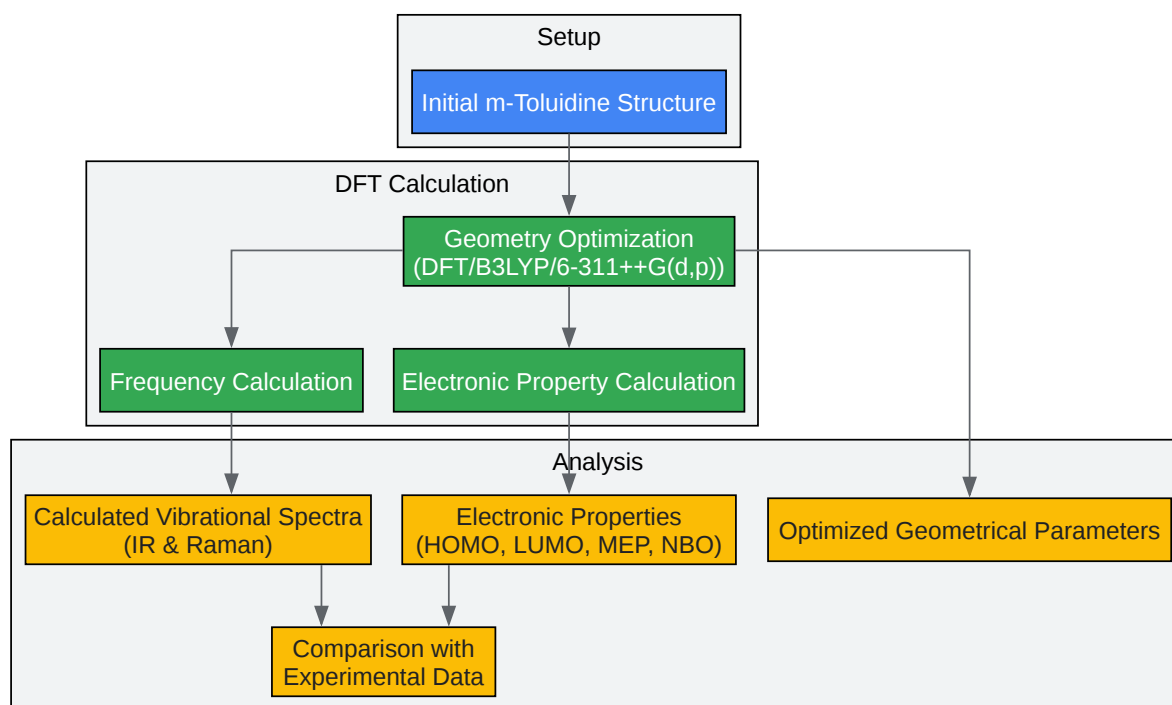 Setup
Initial m-Toluidine Structure
DFT Calculation
Geometry Optimization
(DFT/B3LYP/6-311++G(d,p))
Frequency Calculation
Electronic Property Calculation
Analysis
Calculated Vibrational Spectra
(IR & Raman)
Electronic Properties
(HOMO, LUMO, MEP, NBO)
Optimized Geometrical Parameters
Comparison with
Experimental Data